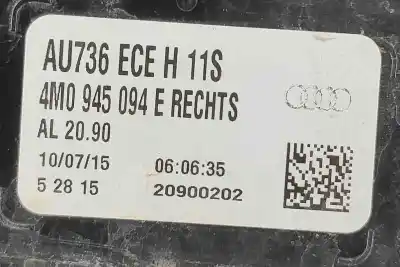 AU736 ECE H 11S
4M0 945 094 E RECHTS
AL 20.90
10/07/15 06:06:35
5 28 15 20900202